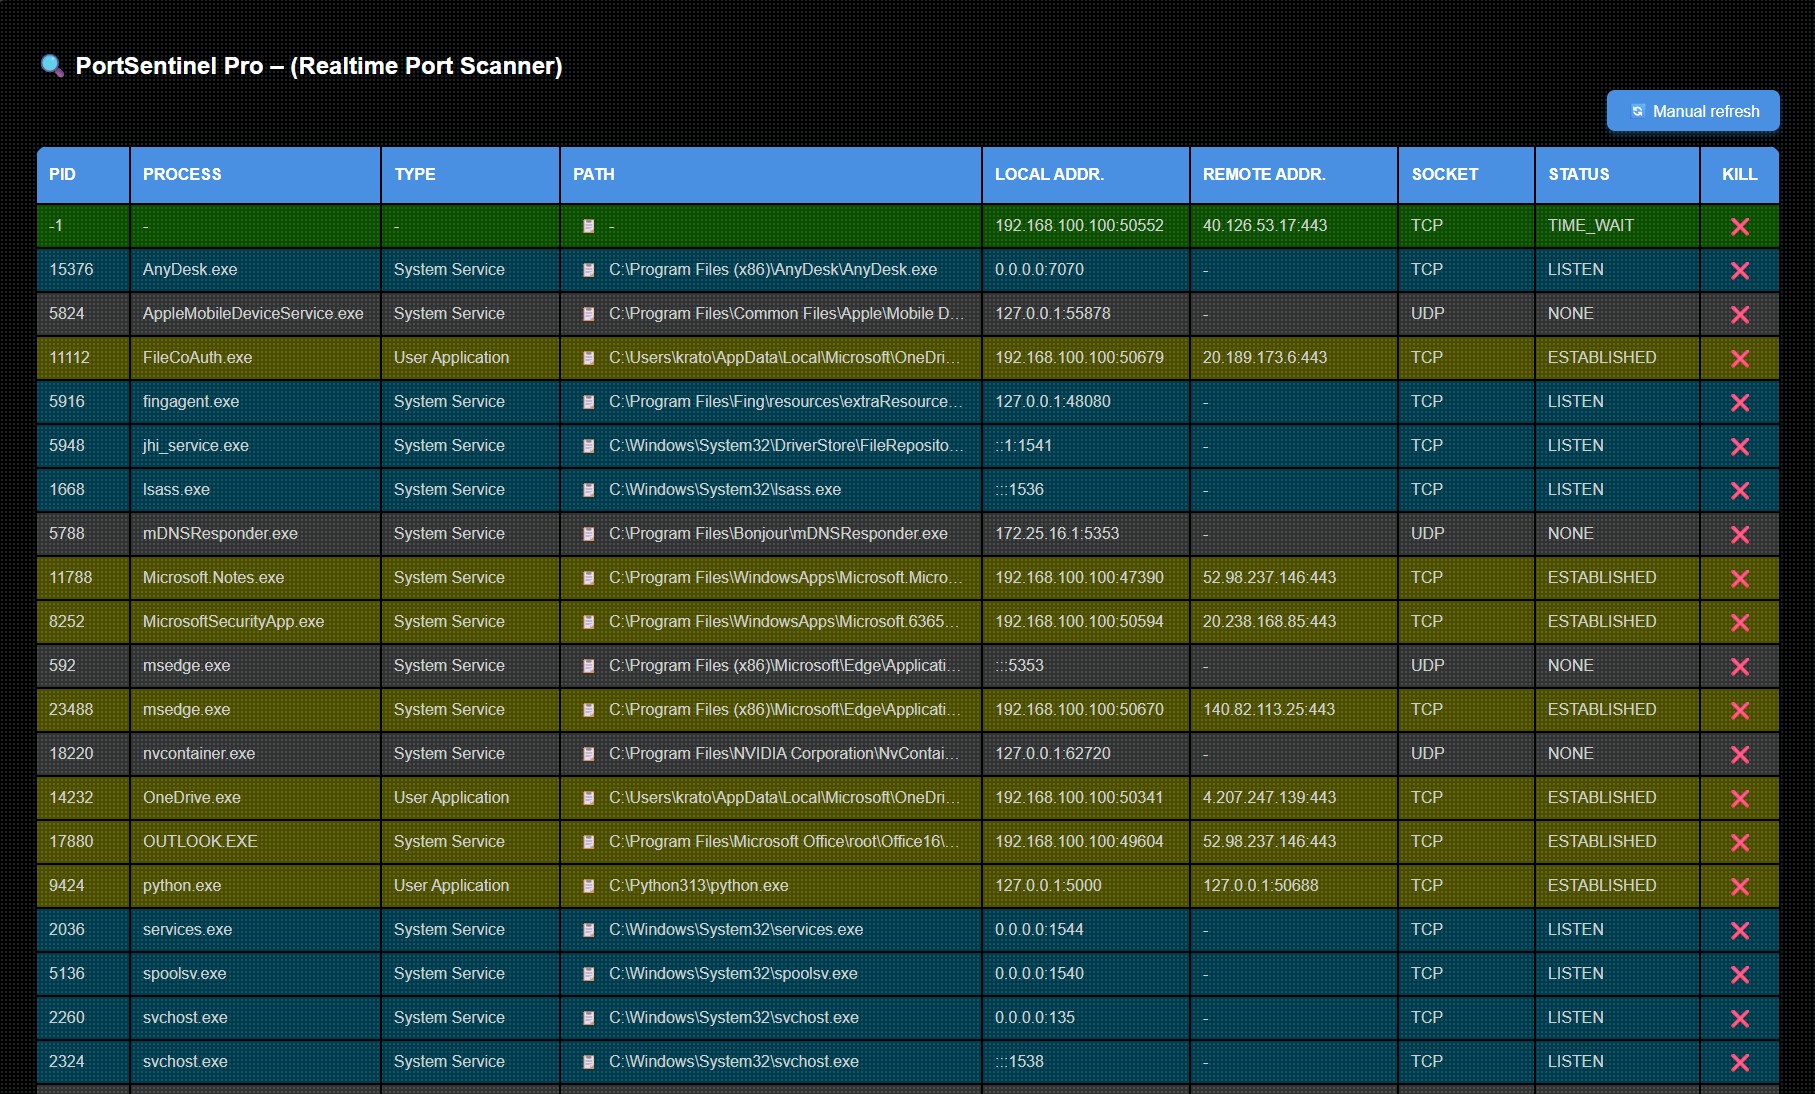 PortSentinel Pro – (Realtime Port Scanner)
Manual refresh
PID PROCESS TYPE PATH LOCAL ADDR. REMOTE ADDR. SOCKET STATUS KILL
-1 - - - 192.168.100.100:50552 40.126.53.17:443 TCP TIME_WAIT
15376 AnyDesk.exe System Service C:\Program Files (x86)\AnyDesk\AnyDesk.exe 0.0.0.0:7070 - TCP LISTEN
5824 AppleMobileDeviceService.exe System Service C:\Program Files\Common Files\Apple\Mobile D... 127.0.0.1:55878 - UDP NONE
11112 FileCoAuth.exe User Application C:\Users\krato\AppData\Local\Microsoft\OneDri... 192.168.100.100:50679 20.189.173.6:443 TCP ESTABLISHED
5916 fingagent.exe System Service C:\Program Files\Fing\resources\extraResource... 127.0.0.1:48080 - TCP LISTEN
5948 jhi_service.exe System Service C:\Windows\System32\DriverStore\FileReposito... ::1:1541 - TCP LISTEN
1668 lsass.exe System Service C:\Windows\System32\lsass.exe :::1536 - TCP LISTEN
5788 mDNSResponder.exe System Service C:\Program Files\Bonjour\mDNSResponder.exe 172.25.16.1:5353 - UDP NONE
11788 Microsoft.Notes.exe System Service C:\Program Files\WindowsApps\Microsoft.Micro... 192.168.100.100:47390 52.98.237.146:443 TCP ESTABLISHED
8252 MicrosoftSecurityApp.exe System Service C:\Program Files\WindowsApps\Microsoft.6365... 192.168.100.100:50594 20.238.168.85:443 TCP ESTABLISHED
592 msedge.exe System Service C:\Program Files (x86)\Microsoft\Edge\Applicati... :::5353 - UDP NONE
23488 msedge.exe System Service C:\Program Files (x86)\Microsoft\Edge\Applicati... 192.168.100.100:50670 140.82.113.25:443 TCP ESTABLISHED
18220 nvcontainer.exe System Service C:\Program Files\NVIDIA Corporation\NvContai... 127.0.0.1:62720 - UDP NONE
14232 OneDrive.exe User Application C:\Users\krato\AppData\Local\Microsoft\OneDri... 192.168.100.100:50341 4.207.247.139:443 TCP ESTABLISHED
17880 OUTLOOK.EXE System Service C:\Program Files\Microsoft Office\root\Office16\... 192.168.100.100:49604 52.98.237.146:443 TCP ESTABLISHED
9424 python.exe User Application C:\Python313\python.exe 127.0.0.1:5000 127.0.0.1:50688 TCP ESTABLISHED
2036 services.exe System Service C:\Windows\System32\services.exe 0.0.0.0:1544 - TCP LISTEN
5136 spoolsv.exe System Service C:\Windows\System32\spoolsv.exe 0.0.0.0:1540 - TCP LISTEN
2260 svchost.exe System Service C:\Windows\System32\svchost.exe 0.0.0.0:135 - TCP LISTEN
2324 svchost.exe System Service C:\Windows\System32\svchost.exe :::1538 - TCP LISTEN